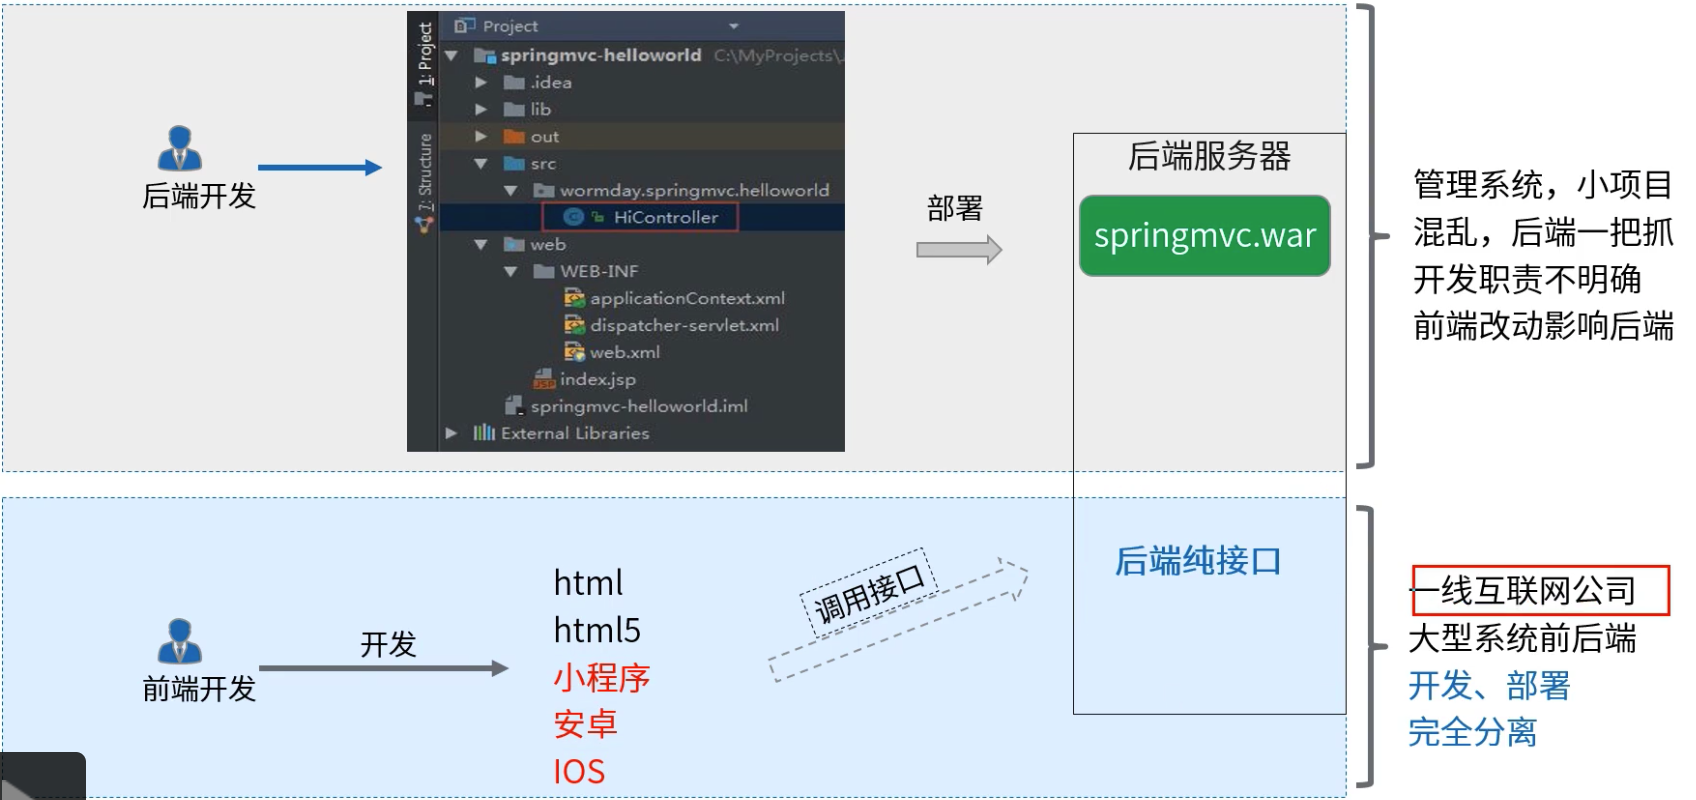 Project
1: Project
springmvc-helloworld C:\MyProjects\
.idea
lib
out
src
7: Structure
wormday.springmvc.helloworld
HiController
web
WEB-INF
applicationContext.xml
dispatcher-servlet.xml
web.xml
index.jsp
springmvc-helloworld.iml
External Libraries
后端开发
部署
后端服务器
springmvc.war
管理系统，小项目
混乱，后端一把抓
开发职责不明确
前端改动影响后端
前端开发
开发
html
html5
小程序
安卓
IOS
调用接口
后端纯接口
一线互联网公司
大型系统前后端
开发、部署
完全分离